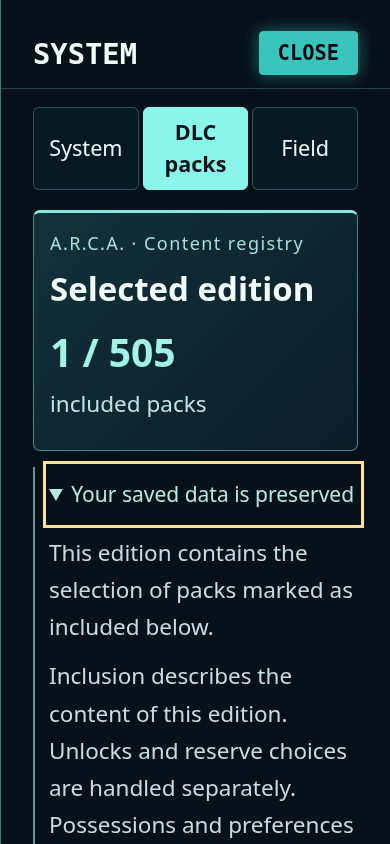 SYSTEM
CLOSE
System
DLC
packs
Field
A.R.C.A. · Content registry
Selected edition
1 / 505
included packs
▼ Your saved data is preserved
This edition contains the
selection of packs marked as
included below.
Inclusion describes the
content of this edition.
Unlocks and reserve choices
are handled separately.
Possessions and preferences